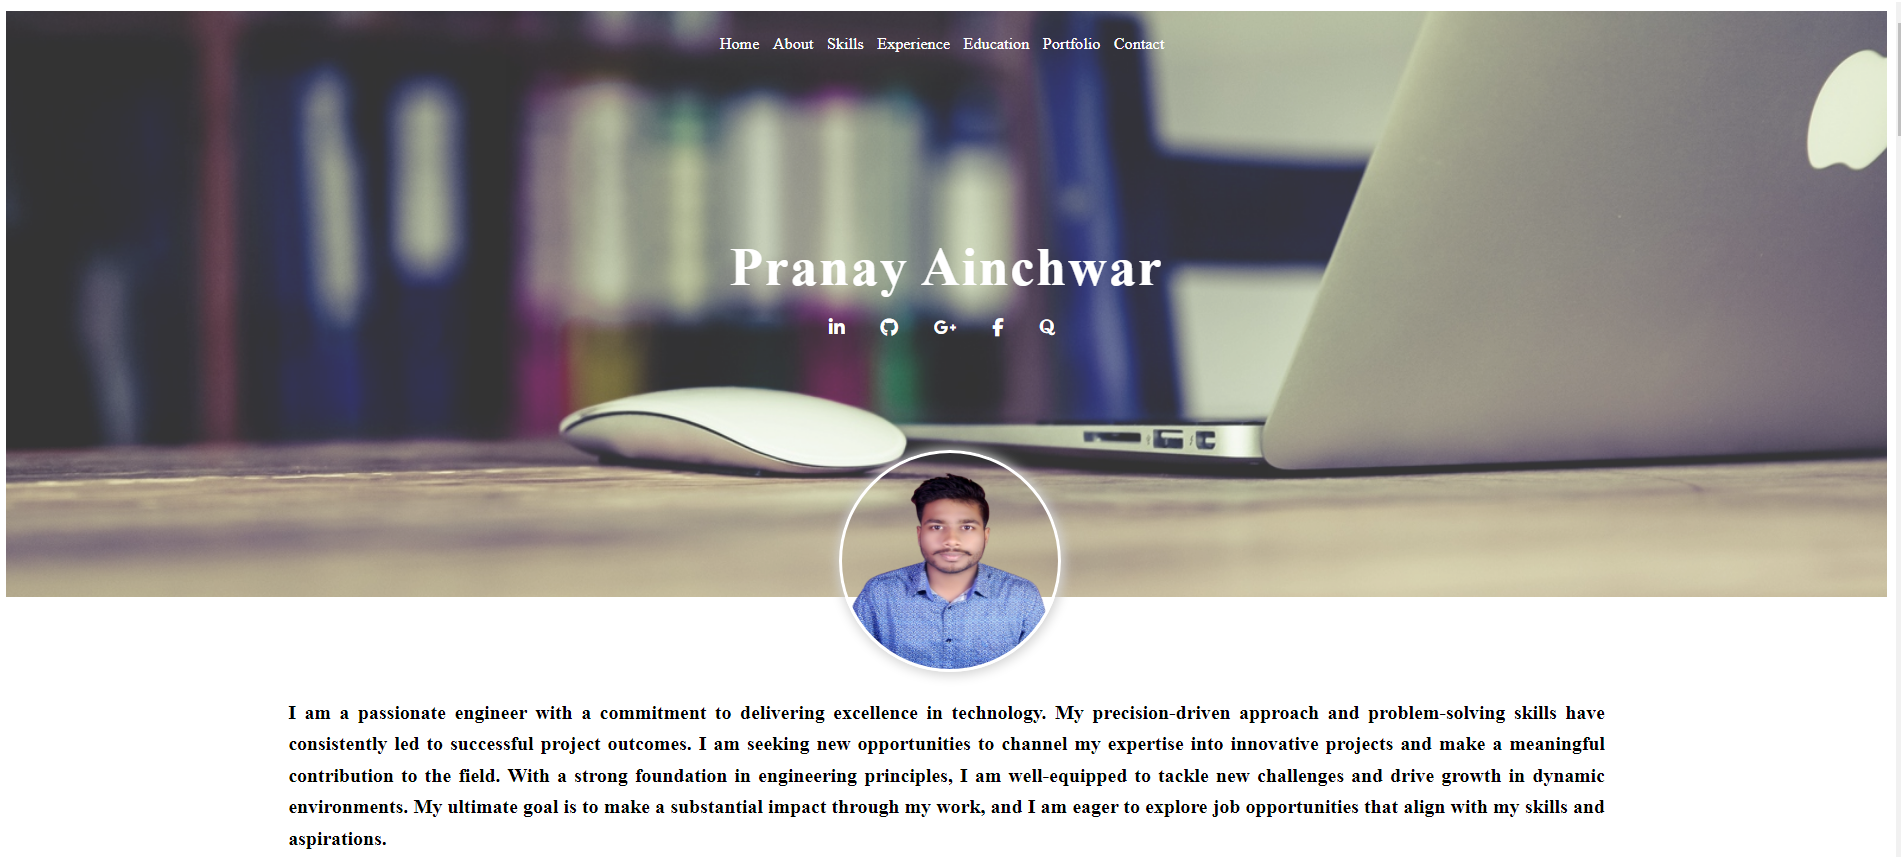 Home About Skills Experience Education Portfolio Contact
Pranay Ainchwar
I am a passionate engineer with a commitment to delivering excellence in technology. My precision-driven approach and problem-solving skills have
consistently led to successful project outcomes. I am seeking new opportunities to channel my expertise into innovative projects and make a meaningful
contribution to the field. With a strong foundation in engineering principles, I am well-equipped to tackle new challenges and drive growth in dynamic
environments. My ultimate goal is to make a substantial impact through my work, and I am eager to explore job opportunities that align with my skills and
aspirations.